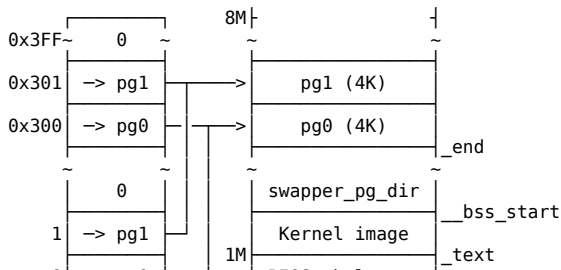 8M
0x3FF~ 0 ~ ~ ~
0x301 —> pg1 > pg1 (4K)
0x300 —> pg0 > pg0 (4K)
_end
~ ~ ~ ~
0 swapper_pg_dir
__bss_start
1 —> pg1 Kernel image
1M _text